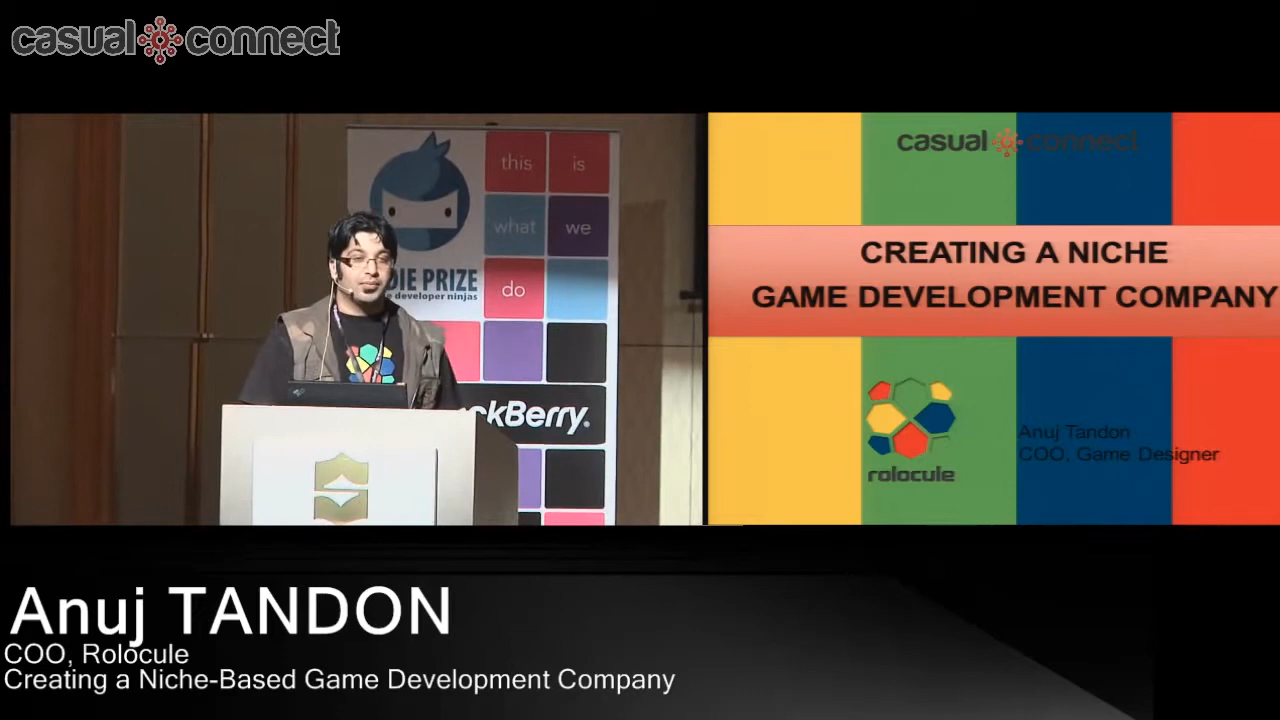 casual connect
this is
what we
do
DIE PRIZE
e developer ninjas
ckBerry.
casual connect
CREATING A NICHE
GAME DEVELOPMENT COMPANY
rolocule
Anuj Tandon
COO, Game Designer
Anuj TANDON
COO, Rolocule
Creating a Niche-Based Game Development Company